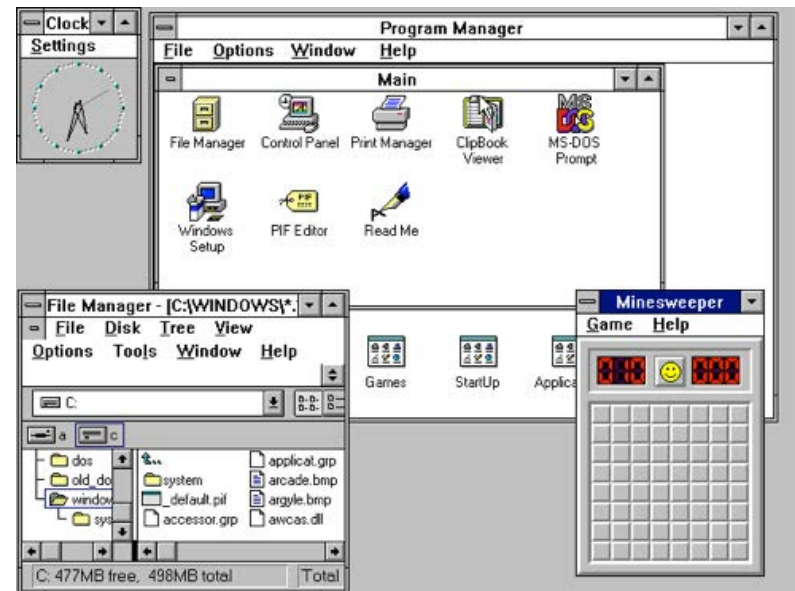 Clock
Settings
Program Manager
File Options Window Help
Main
File Manager
Control Panel
Print Manager
ClipBook
Viewer
MS-DOS
Prompt
Windows
Setup
PIF Editor
Read Me
File Manager - [C:\WINDOWS\*.
File Disk Tree View
Options Tools Window Help
C:
a
c
dos
old_do
window
sys
system
_default.pif
accessor.grp
applicat.grp
arcade.bmp
argyle.bmp
awcas.dll
C: 477MB free, 498MB total
Total
Games
StartUp
Applica
Minesweeper
Game Help